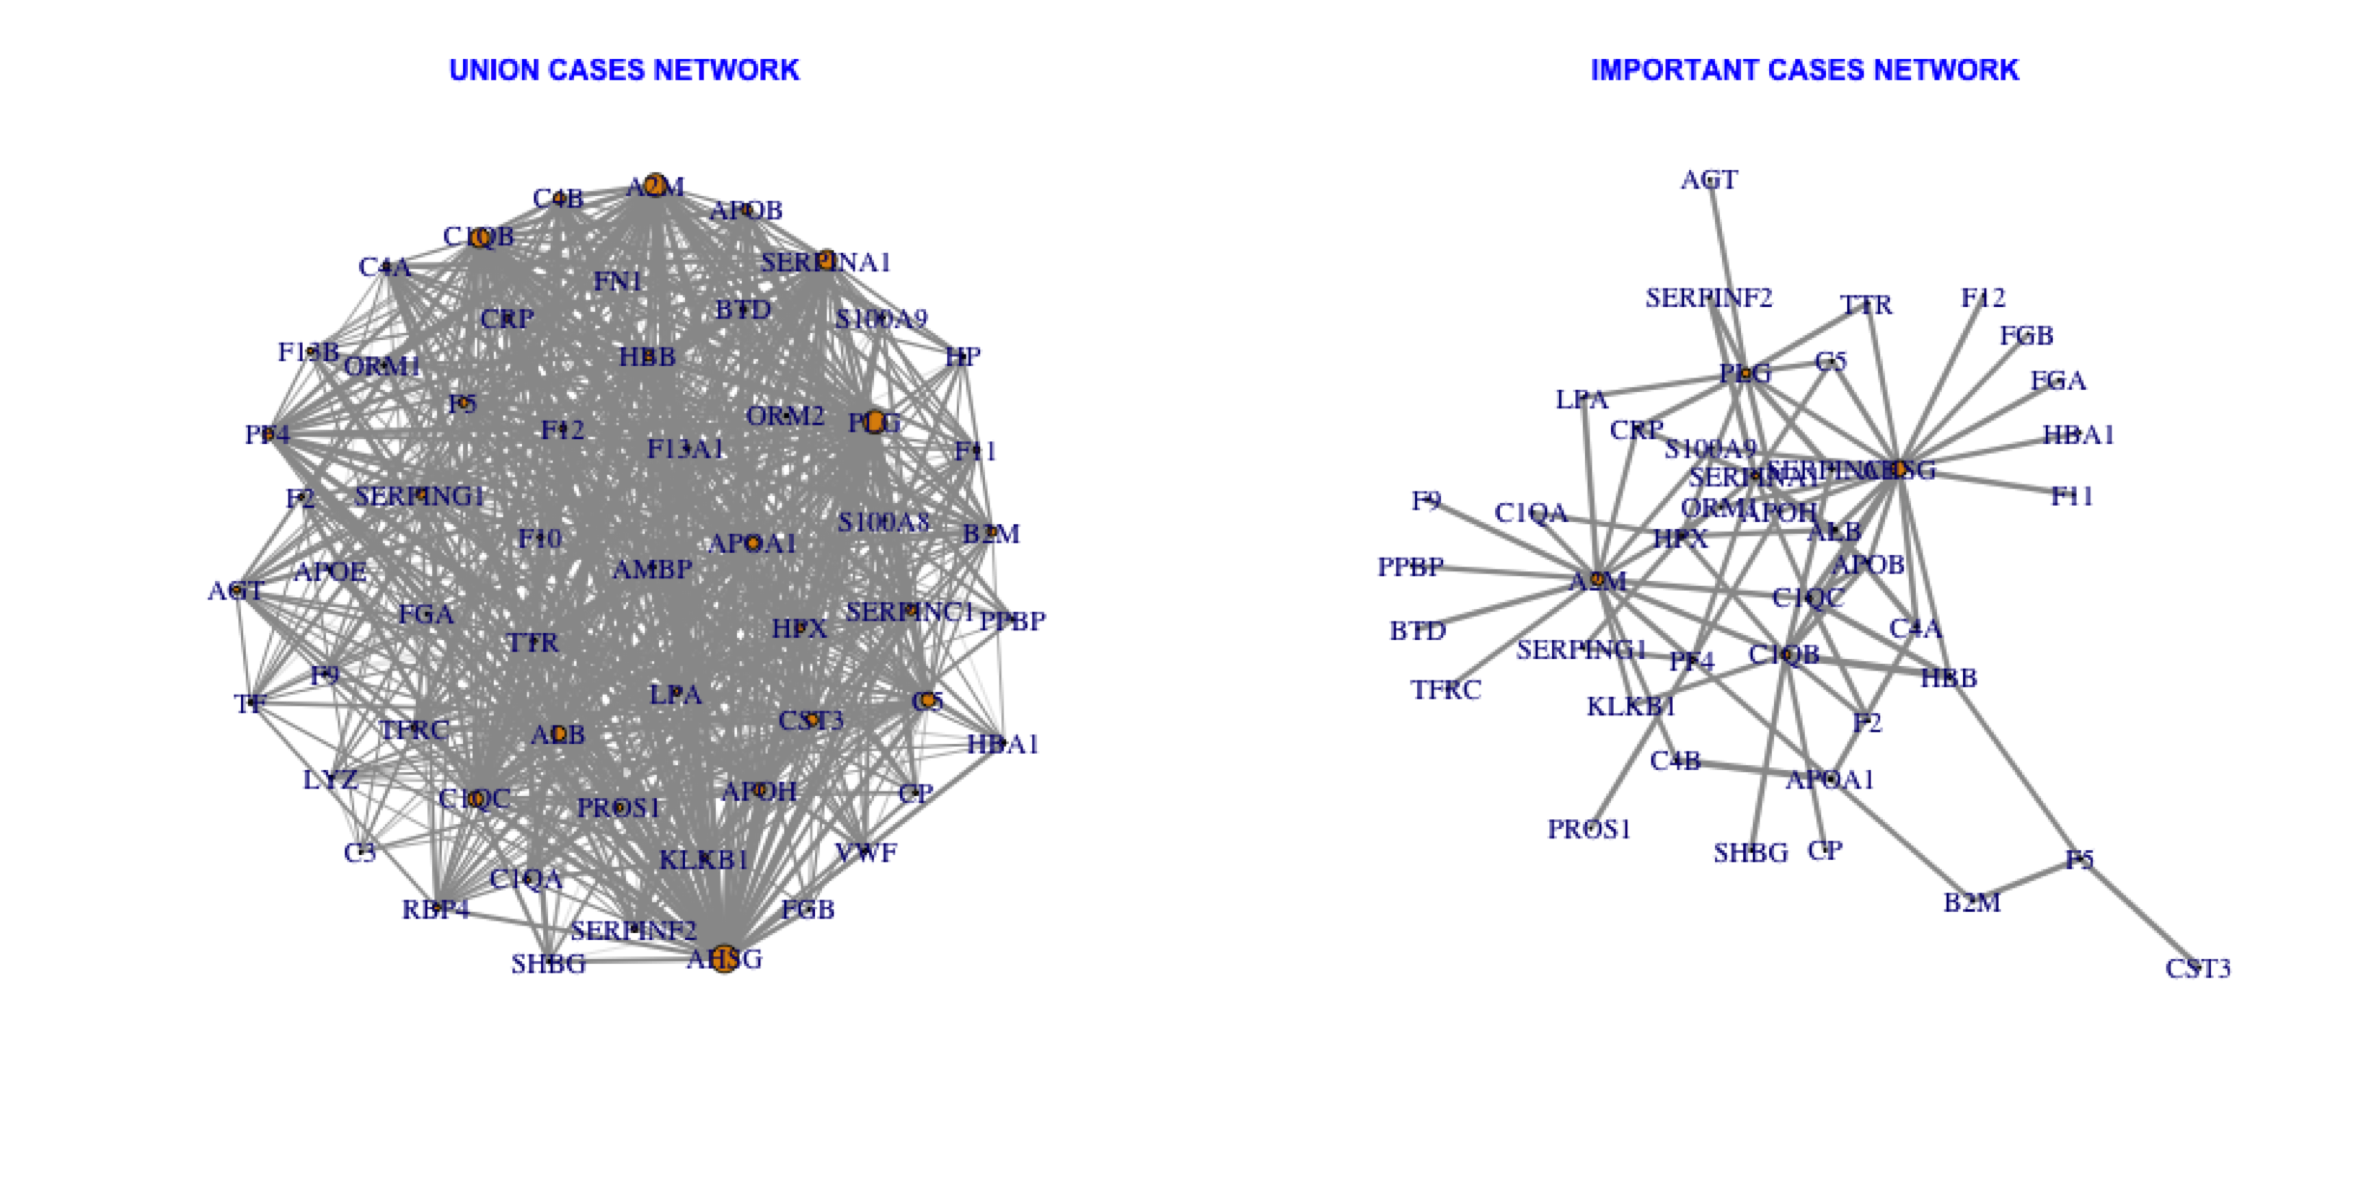 UNION CASES NETWORK
A2M
C4B
APOB
C1QB
SERPINA1
C4A
FN1
BTD
CRP
S100A9
F13B
HBB
HP
ORM1
F5
ORM2
PLG
F12
PF4
F13A1
F11
SERPING1
F2
S100A8
B2M
F10
APOA1
AMBP
APOE
AGT
FGA
SERPINC1
PPBP
HPX
TTR
F9
LPA
TF
C5
CST3
TFRC
ALB
HBA1
LYZ
C1QC
PROS1
APOH
CP
C3
KLKB1
VWF
C1QA
RBP4
FGB
SERPINF2
SHBG
AHSG
IMPORTANT CASES NETWORK
AGT
SERPINF2
TTR
F12
FGB
C5
PLG
FGA
LPA
CRP
HBA1
S100A9
SERPINA1
AHSG
F11
F9
C1QA
ORM1
APOH
HPX
ALB
PPBP
A2M
APOB
C1QC
BTD
C4A
SERPING1
PF4
C1QB
HBB
TFRC
KLKB1
F2
C4B
APOA1
PROS1
SHBG
CP
F5
B2M
CST3